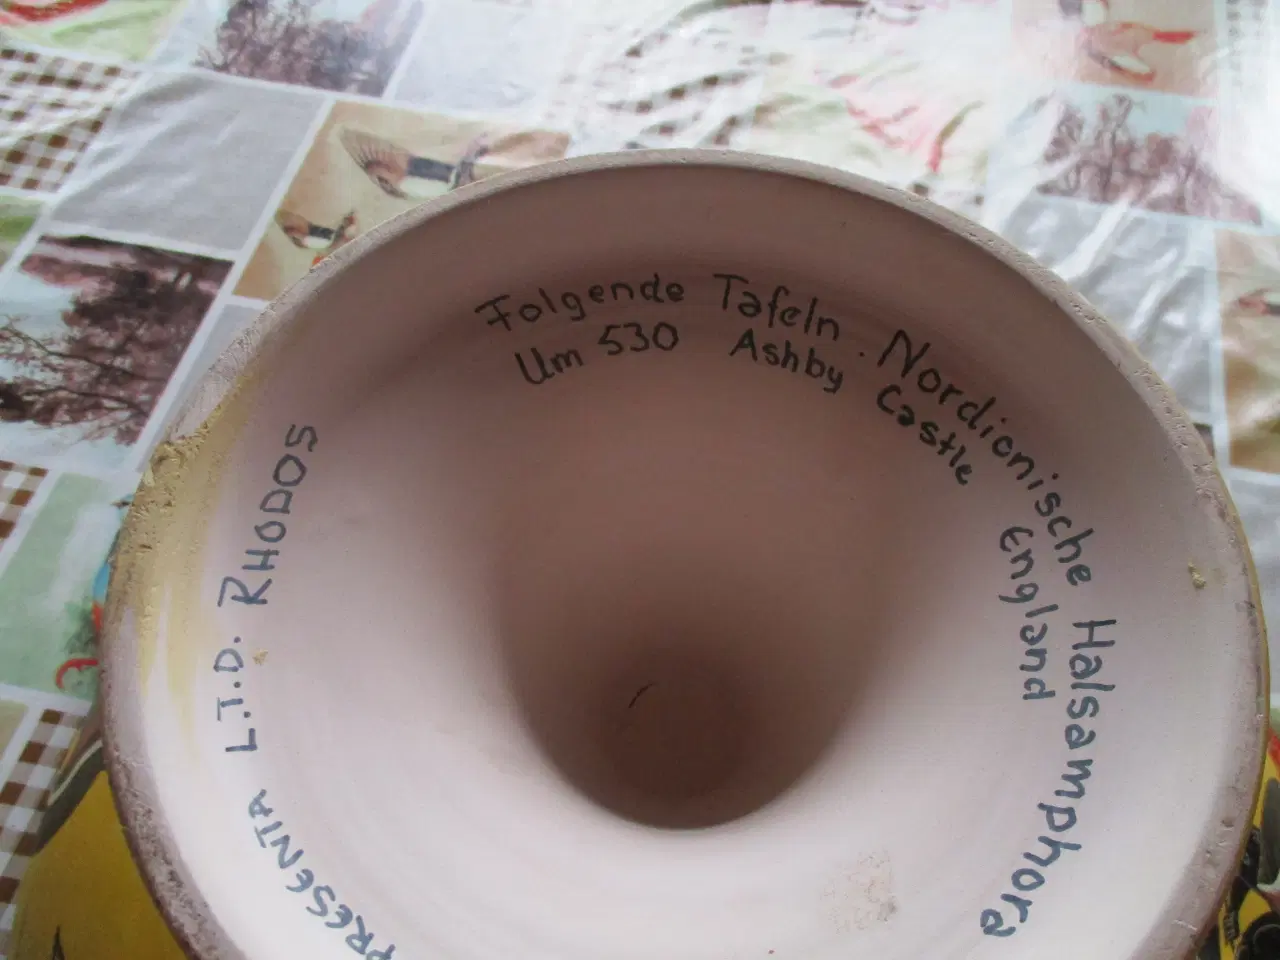 Folgende Tafeln. Nordionische Halsamphora
Um 530 Ashby Castle England
PRESENTA L.T.D. RHODOS